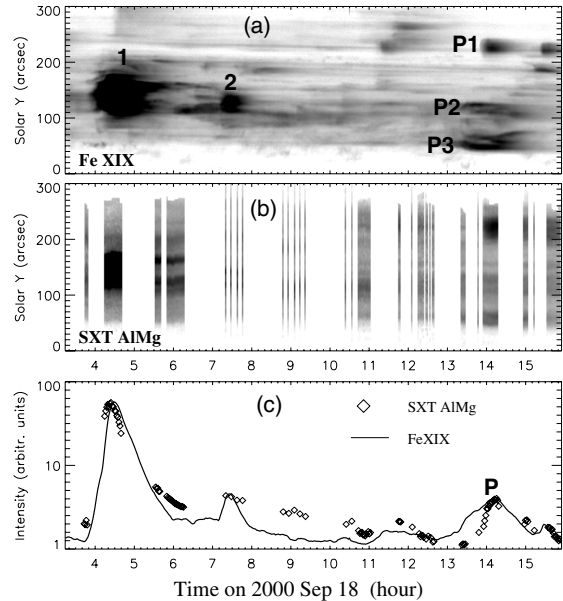 300
(a)
1
P1
200
2
P2
100
P3
0
Fe XIX
Solar Y (arcsec)
300
(b)
200
100
0
SXT AlMg
Solar Y (arcsec)
4 5 6 7 8 9 10 11 12 13 14 15
100
(c)
SXT AlMg
FeXIX
10
P
1
Intensity (arbitr. units)
4 5 6 7 8 9 10 11 12 13 14 15
Time on 2000 Sep 18 (hour)